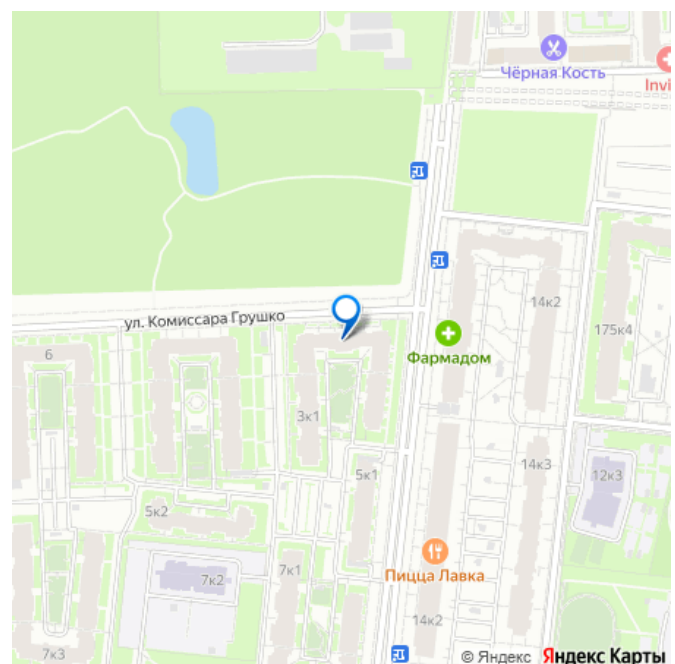 Чёрная Кость
Invi
ул. Комиссара Грушко
14к2
175к4
Фармадом
6
3к1
14к3
5к1
12к3
5к2
Пицца Лавка
7к1
7к2
14к2
7к3
© Яндекс Яндекс Карты